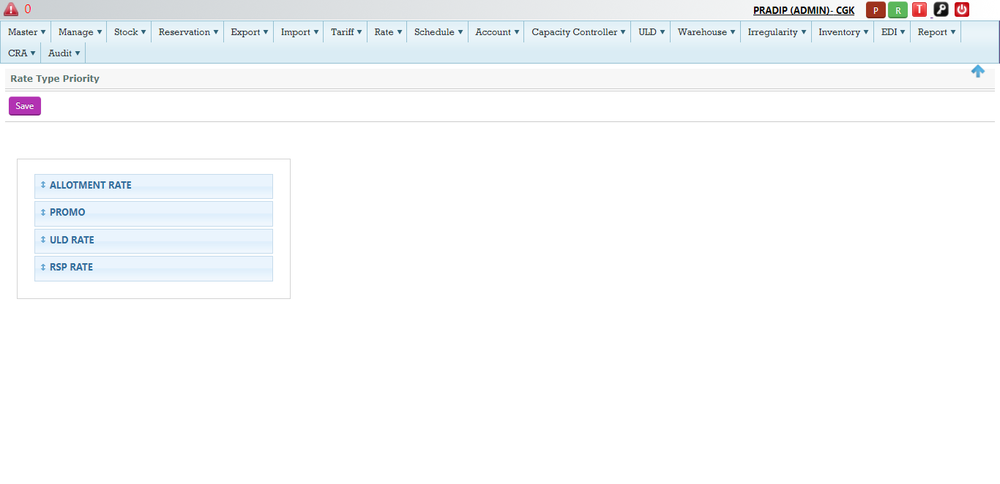 0 PRADIP (ADMIN)- CGK P R T
Master Manage Stock Reservation Export Import Tariff Rate Schedule Account Capacity Controller ULD Warehouse Irregularity Inventory EDI Report
CRA Audit
Rate Type Priority
Save
ALLOTMENT RATE
PROMO
ULD RATE
RSP RATE